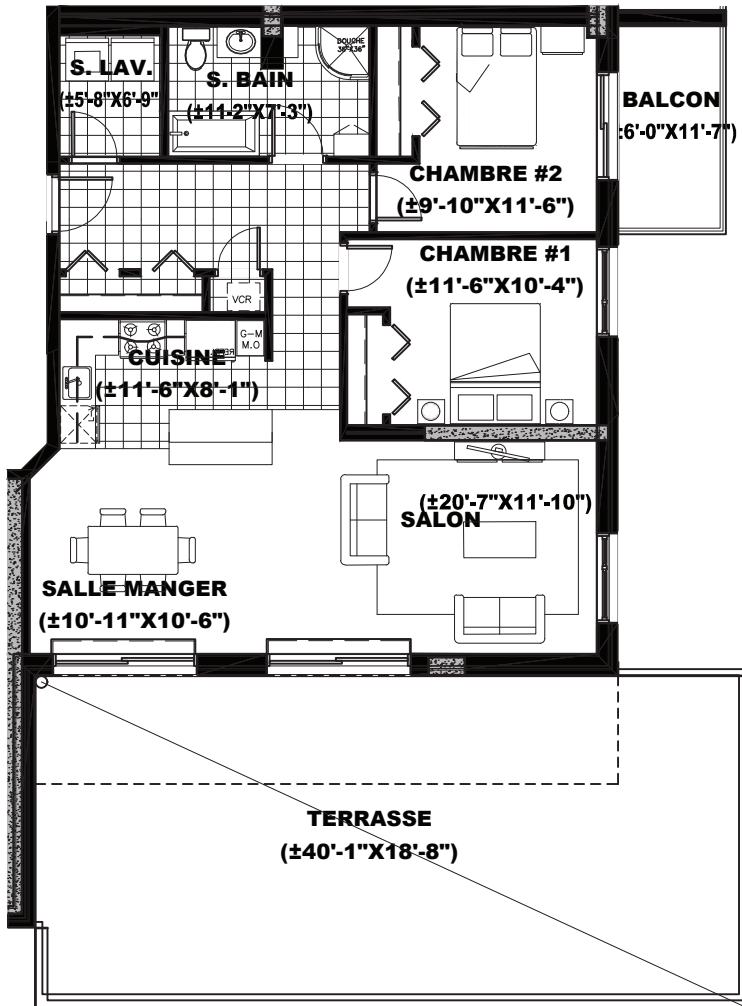 S. LAV.
(±5'-8"X6'-9"
S. BAIN
(±11-2"X7'-3")
DOUCHE
36"X36"
BALCON
±6'-0"X11'-7")
CHAMBRE #2
(±9'-10"X11'-6")
CHAMBRE #1
(±11'-6"X10'-4")
VCR
G-M
M.O
CUISINE
(±11'-6"X8'-1")
(±20'-7"X11'-10")
SALON
SALLE MANGER
(±10'-11"X10'-6")
TERRASSE
(±40'-1"X18'-8")